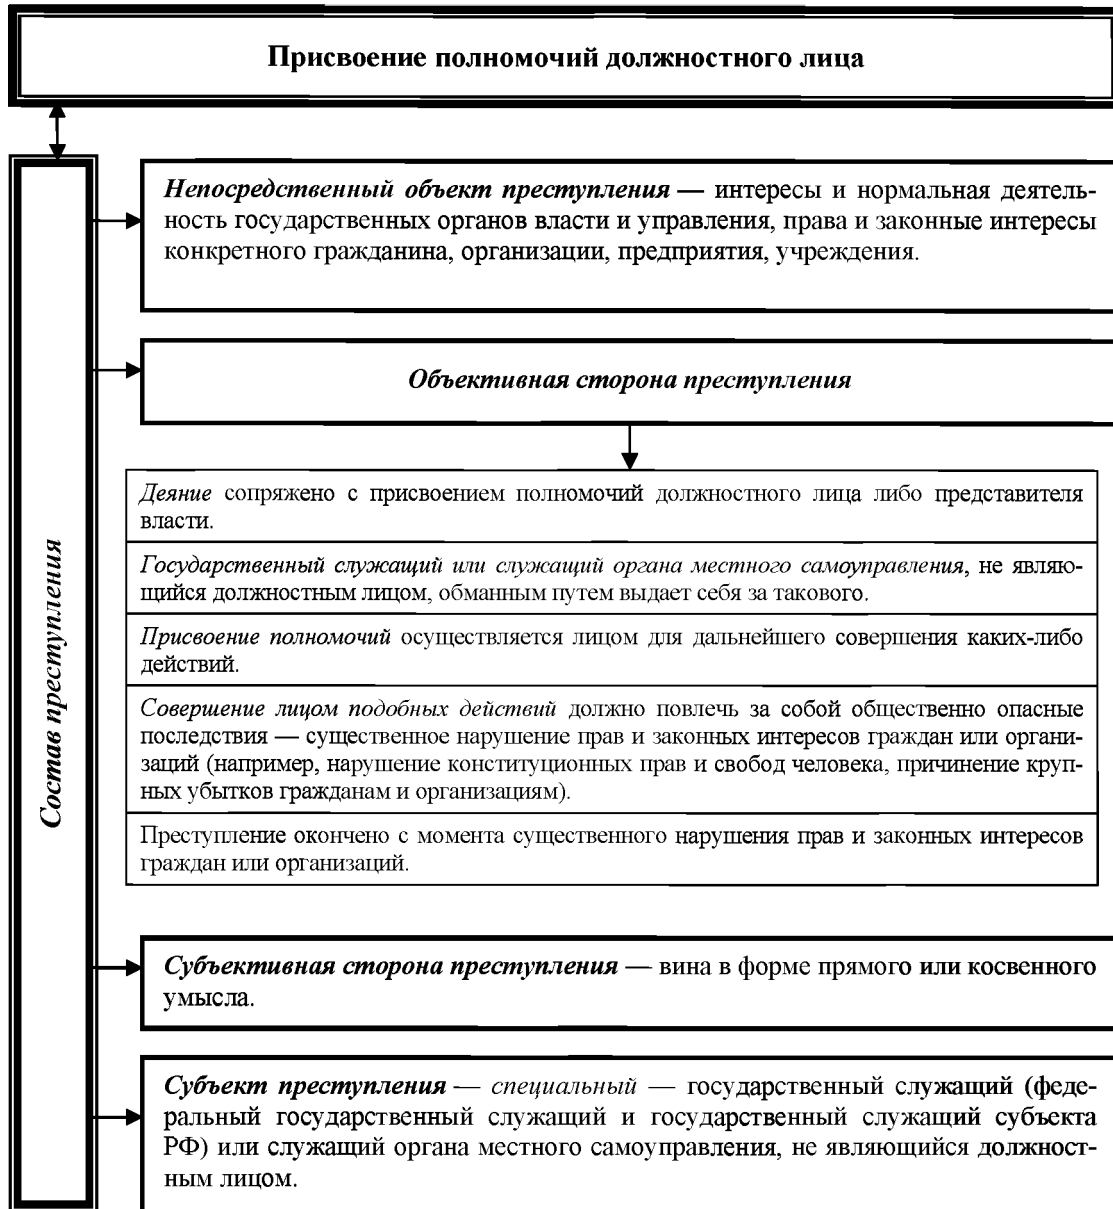 Присвоение полномочий должностного лица
Состав преступления
Непосредственный объект преступления — интересы и нормальная деятель-
ность государственных органов власти и управления, права и законные интересы
конкретного гражданина, организации, предприятия, учреждения.
Объективная сторона преступления
Деяние сопряжено с присвоением полномочий должностного лица либо представителя
власти.
Государственный служащий или служащий органа местного самоуправления, не являю-
щийся должностным лицом, обманным путем выдает себя за такового.
Присвоение полномочий осуществляется лицом для дальнейшего совершения каких-либо
действий.
Совершение лицом подобных действий должно повлечь за собой общественно опасные
последствия — существенное нарушение прав и законных интересов граждан или органи-
заций (например, нарушение конституционных прав и свобод человека, причинение круп-
ных убытков гражданам и организациям).
Преступление окончено с момента существенного нарушения прав и законных интересов
граждан или организаций.
Субъективная сторона преступления — вина в форме прямого или косвенного
умысла.
Субъект преступления — специальный — государственный служащий (феде-
ральный государственный служащий и государственный служащий субъекта
РФ) или служащий органа местного самоуправления, не являющийся должност-
ным лицом.